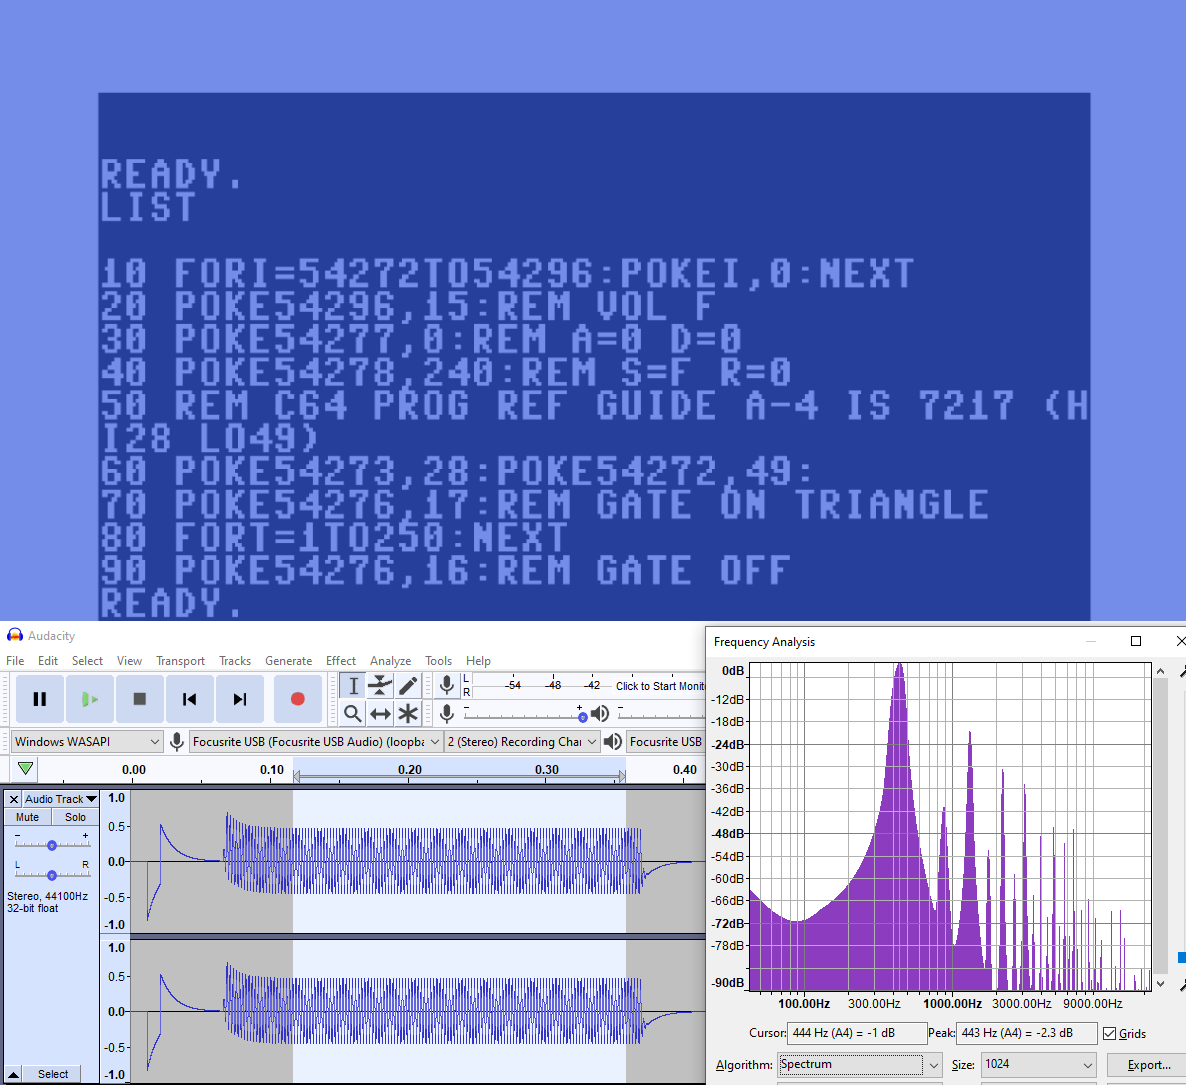 READY.
LIST
10 FORI=54272TO54296:POKEI,0:NEXT
20 POKE54296,15:REM VOL F
30 POKE54277,0:REM A=0 D=0
40 POKE54278,240:REM S=F R=0
50 REM C64 PROG REF GUIDE A-4 IS 7217 (H
I28 LO49)
60 POKE54273,28:POKE54272,49:
70 POKE54276,17:REM GATE ON TRIANGLE
80 FORT=1TO250:NEXT
90 POKE54276,16:REM GATE OFF
READY.
Audacity
File Edit Select View Transport Tracks Generate Effect Analyze Tools Help
L R -54 -48 -42 Click to Start Monit
Windows WASAPI Focusrite USB (Focusrite USB Audio) (loopba 2 (Stereo) Recording Chan Focusrite USB
0.00 0.10 0.20 0.30 0.40
Audio Track
Mute Solo
L R
Stereo, 44100Hz
32-bit float
Select
1.0
0.5
0.0
-0.5
-1.0
1.0
0.5
0.0
-0.5
-1.0
Frequency Analysis
0dB
-12dB
-18dB
-24dB
-30dB
-36dB
-42dB
-48dB
-54dB
-60dB
-66dB
-72dB
-78dB
-90dB
100.00Hz 300.00Hz 1000.00Hz 3000.00Hz 9000.00Hz
Cursor: 444 Hz (A4) = -1 dB Peak: 443 Hz (A4) = -2.3 dB Grids
Algorithm: Spectrum Size: 1024 Export...